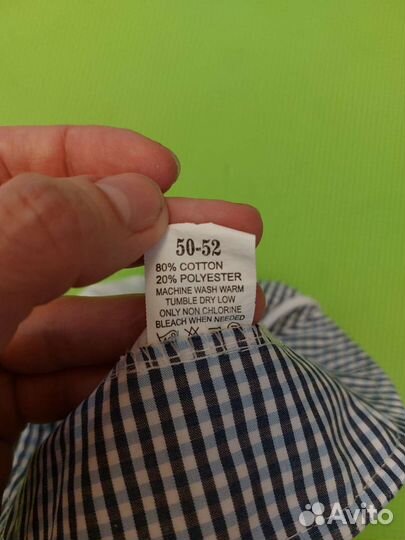 50-52
80% COTTON
20% POLYESTER
MACHINE WASH WARM
TUMBLE DRY LOW
ONLY NON CHLORINE
BLEACH WHEN NEEDED
Avito